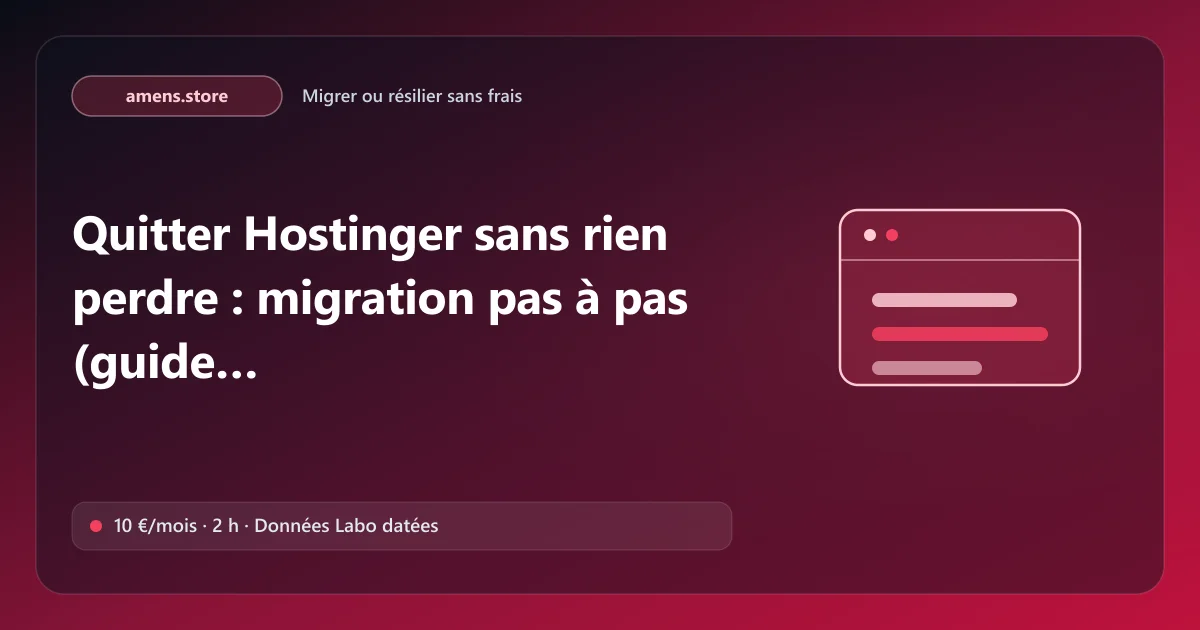 amens.store
Migrer ou résilier sans frais
Quitter Hostinger sans rien
perdre : migration pas à pas
(guide…
10 €/mois · 2 h · Données Labo datées